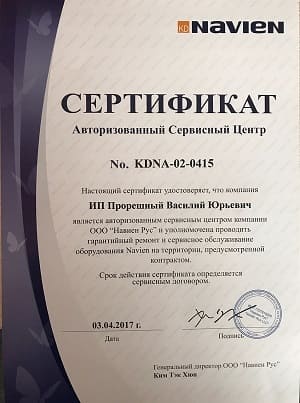 KD NAVIEN
СЕРТИФИКАТ
Авторизованный Сервисный Центр
No. KDNA-02-0415
Настоящий сертификат удостоверяет, что компания
ИП Прорешный Василий Юрьевич
является авторизованным сервисным центром компании
ООО “Навиен Рус” и уполномочена проводить
гарантийный ремонт и сервисное обслуживание
оборудования Navien на территории, предусмотренной
контрактом.
Срок действия сертификата определяется
сервисным договором.
03.04.2017 г.
Дата
Подпись
Генеральный директор ООО “Навиен Рус”
Ким Тэк Хюн